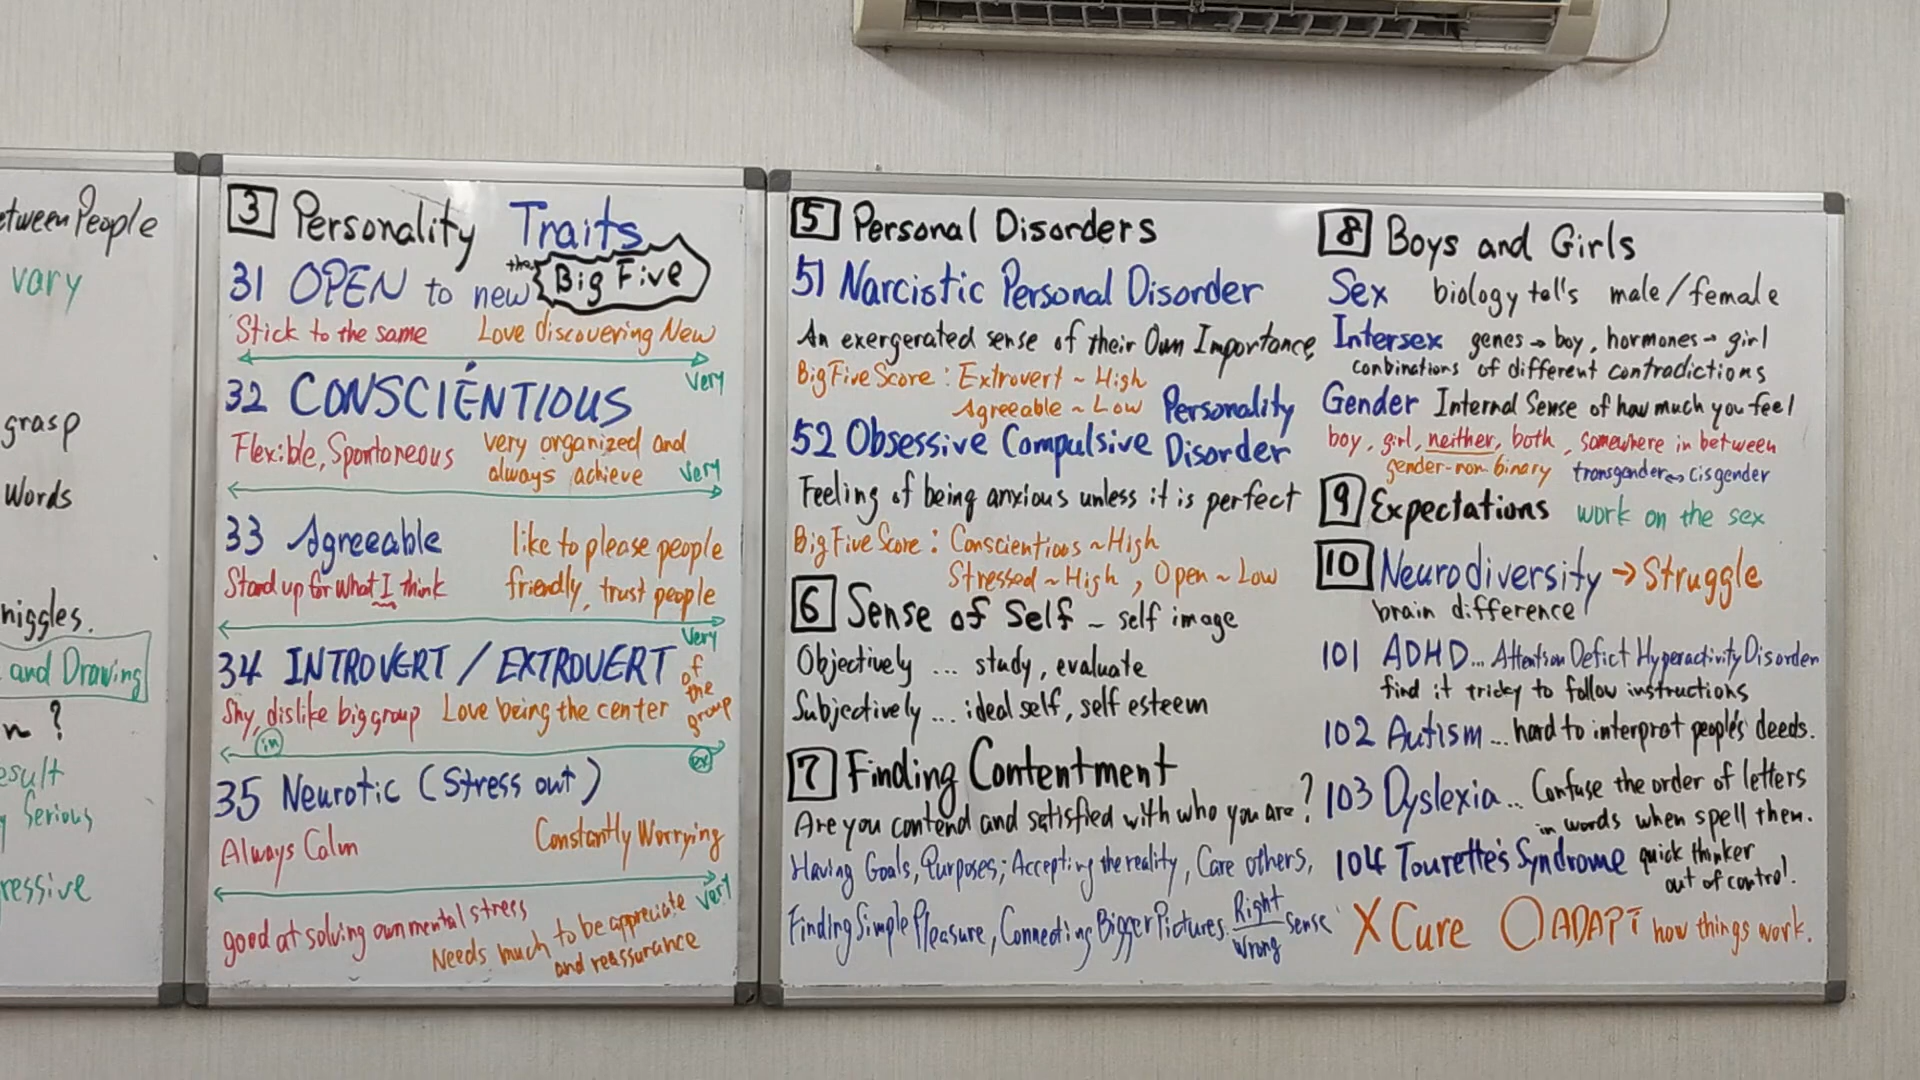 etween People
vary
grasp
words
niggles.
and Drawing
n ?
esult
y Serious
ressive
3 Personality Traits
the Big Five
31 OPEN to new
Stick to the same Love discovering New
very
32 CONSCIENTIOUS
Flexible, Spontoneous very organized and
always achieve very
33 Agreeable like to please people
Stand up for what I think friendly, trust people
very
34 INTROVERT / EXTROVERT
Shy, dislike big group Love being the center of the group
in ex
35 Neurotic (Stress out)
Always Calm Constantly Worrying
very
good at solving own mental stress
Needs much to be appreciate
and reassurance
5 Personal Disorders
51 Narcistic Personal Disorder
An exergerated sense of their Own Importance
Big Five Score : Extrovert ~ High
Agreeable ~ Low
52 Obsessive Compulsive Personality Disorder
Feeling of being anxious unless it is perfect
Big Five Score : Conscientious ~ High
Stressed ~ High , Open ~ Low
6 Sense of Self ~ self image
Objectively ... study, evaluate
Subjectively ... ideal self, self esteem
7 Finding Contentment
Are you contend and satisfied with who you are ?
Having Goals, Purposes; Accepting the reality, Care others,
Finding Simple Pleasure, Connecting Bigger Pictures. Right
Wrong sense
8 Boys and Girls
Sex biology tell's male/female
Intersex genes → boy, hormones → girl
conbinations of different contradictions
Gender Internal Sense of how much you feel
boy, girl, neither, both, somewhere in between
gender-non-binary transgender ↔ cisgender
9 Expectations work on the sex
10 Neurodiversity → Struggle
brain difference
101 ADHD... Attentson Defict Hyperactivity Disorder
find it tricky to follow instructions
102 Autism ... hard to interpret people's deeds.
103 Dyslexia ... Confuse the order of letters
in words when spell them.
104 Tourette's Syndrome quick thinker
out of control.
X Cure O ADAPT how things work.